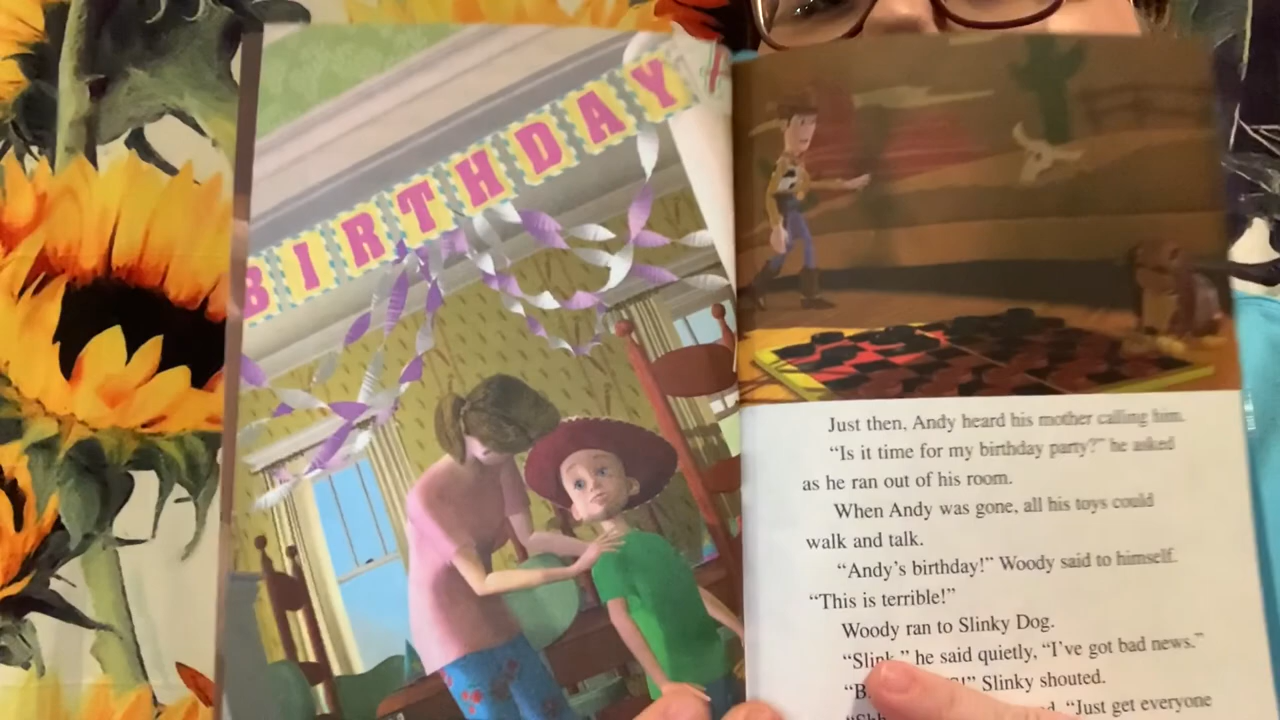 BIRTHDAY
Just then, Andy heard his mother calling him.
“Is it time for my birthday party?” he asked
as he ran out of his room.
When Andy was gone, all his toys could
walk and talk.
“Andy’s birthday!” Woody said to himself.
“This is terrible!”
Woody ran to Slinky Dog.
“Slink,” he said quietly, “I’ve got bad news.”
Slinky shouted.
“Just get everyone